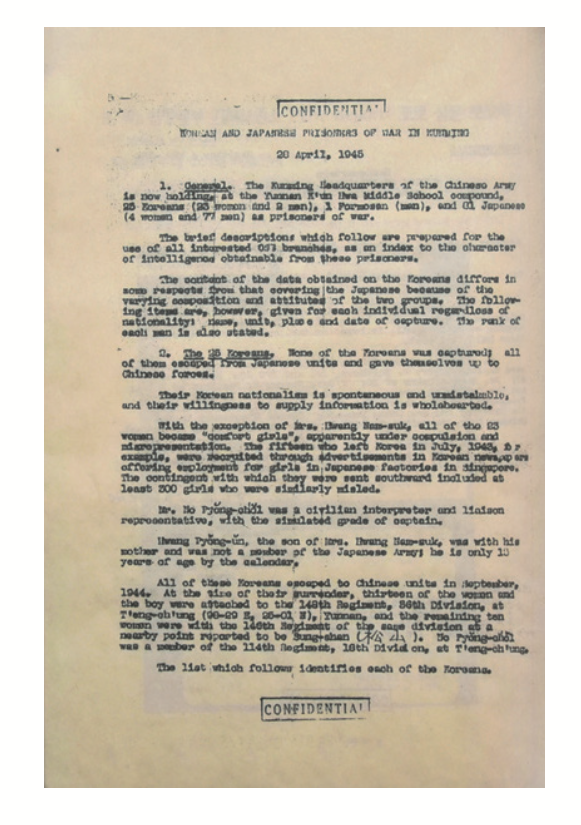 CONFIDENTIAL
KOREAN AND JAPANESE PRISONERS OF WAR IN KUNMING
28 April, 1945
1. General. The Kunming Headquarters of the Chinese Army
is now holding, at the Yunnan K'un Hwa Middle School compound,
25 Koreans (23 women and 2 men), 1 Formosan (man), and 81 Japanese
(4 women and 77 men) as prisoners of war.
The brief descriptions which follow are prepared for the
use of all interested OSS branches, as an index to the character
of intelligence obtainable from these prisoners.
The content of the data obtained on the Koreans differs in
some respects from that covering the Japanese because of the
varying composition and attitutes of the two groups. The follow-
ing items are, however, given for each individual regardless of
nationality: name, unit, place and date of capture. The rank of
each man is also stated.
2. The 25 Koreans. None of the Koreans was captured; all
of them escaped from Japanese units and gave themselves up to
Chinese forces.
Their Korean nationalism is spontaneous and unmistakable,
and their willingness to supply information is wholehearted.
With the exception of Mrs. Hwang Nam-suk, all of the 23
women became "comfort girls", apparently under compulsion and
misrepresentation. The fifteen who left Korea in July, 1943, for
example, were recruited through advertisements in Korean newspapers
offering employment for girls in Japanese factories in Singapore.
The contingent with which they were sent southward included at
least 300 girls who were similarly misled.
Mr. No Pyŏng-chŏl was a civilian interpreter and liaison
representative, with the simulated grade of captain.
Hwang Pyŏng-ŭn, the son of Mrs. Hwang Nam-suk, was with his
mother and was not a member of the Japanese Army; he is only
years of age by the calendar.
All of these Koreans escaped to Chinese units in September,
1944. At the time of their surrender, thirteen of the women and
the boy were attached to the 148th Regiment, 56th Division, at
T'eng-ch'ung (98-29 E, 25-01 N), Yunnan, and the remaining ten
women were with the 146th Regiment of the same division at a
nearby point reported to be Sung-shan (松山). No Pyŏng-chŏl
was a member of the 114th Regiment, 18th Division, at T'eng-ch'ung.
The list which follows identifies each of the Koreans.
CONFIDENTIAL